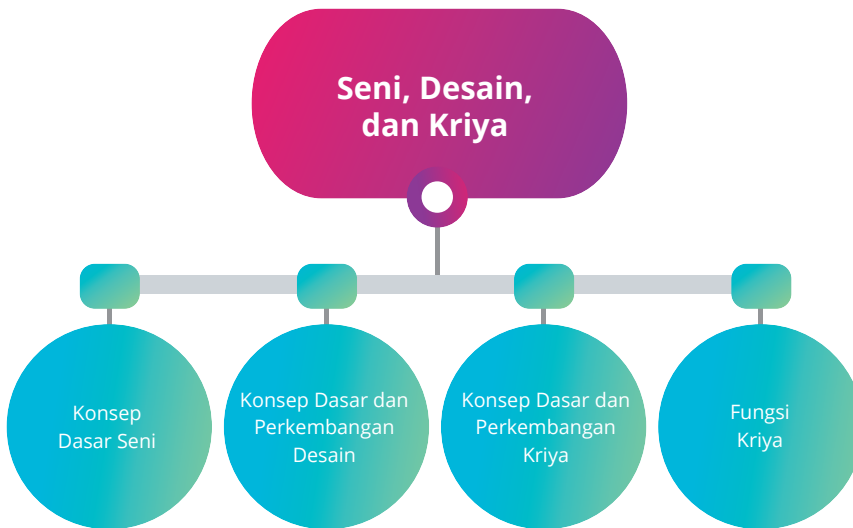 Seni, Desain,
dan Kriya
Konsep
Dasar Seni
Konsep Dasar dan
Perkembangan
Desain
Konsep Dasar dan
Perkembangan
Kriya
Fungsi
Kriya